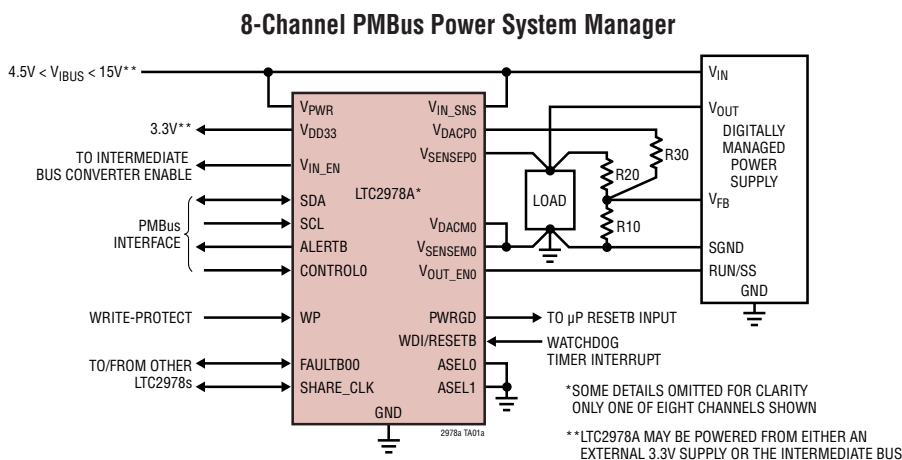 8-Channel PMBus Power System Manager
4.5V < VIBUS < 15V**
3.3V**
TO INTERMEDIATE
BUS CONVERTER ENABLE
PMBus
INTERFACE
WRITE-PROTECT
TO/FROM OTHER
LTC2978s
VPWR
VDD33
VIN_EN
SDA
SCL
ALERTB
CONTROL0
WP
FAULTB00
SHARE_CLK
GND
LTC2978A*
VIN_SNS
VDACP0
VSENSEP0
VDACM0
VSENSEM0
VOUT_EN0
PWRGD
WDI/RESETB
ASEL0
ASEL1
2978a TA01a
LOAD
R20
R30
R10
VIN
VOUT
DIGITALLY
MANAGED
POWER
SUPPLY
VFB
SGND
RUN/SS
GND
TO µP RESETB INPUT
WATCHDOG
TIMER INTERRUPT
*SOME DETAILS OMITTED FOR CLARITY
ONLY ONE OF EIGHT CHANNELS SHOWN
**LTC2978A MAY BE POWERED FROM EITHER AN
EXTERNAL 3.3V SUPPLY OR THE INTERMEDIATE BUS